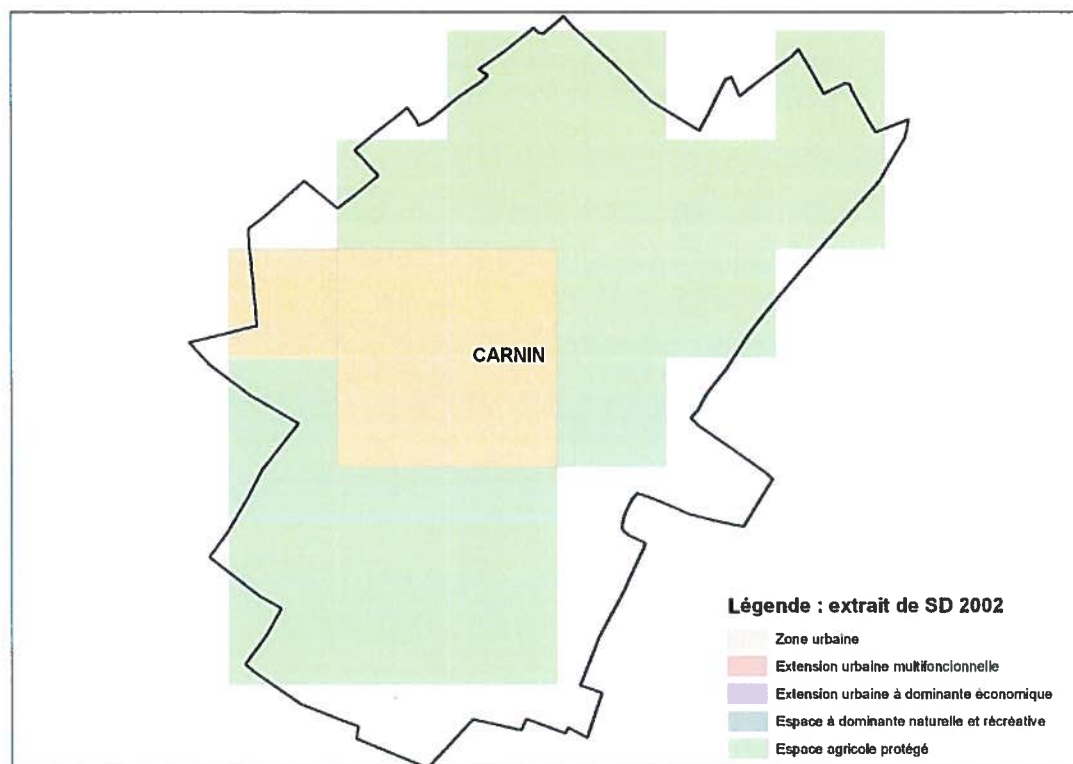 CARNIN
Légende : extrait de SD 2002
Zone urbaine
Extension urbaine multifoncionnelle
Extension urbaine à dominante économique
Espace à dominante naturelle et récréative
Espace agricole protégé